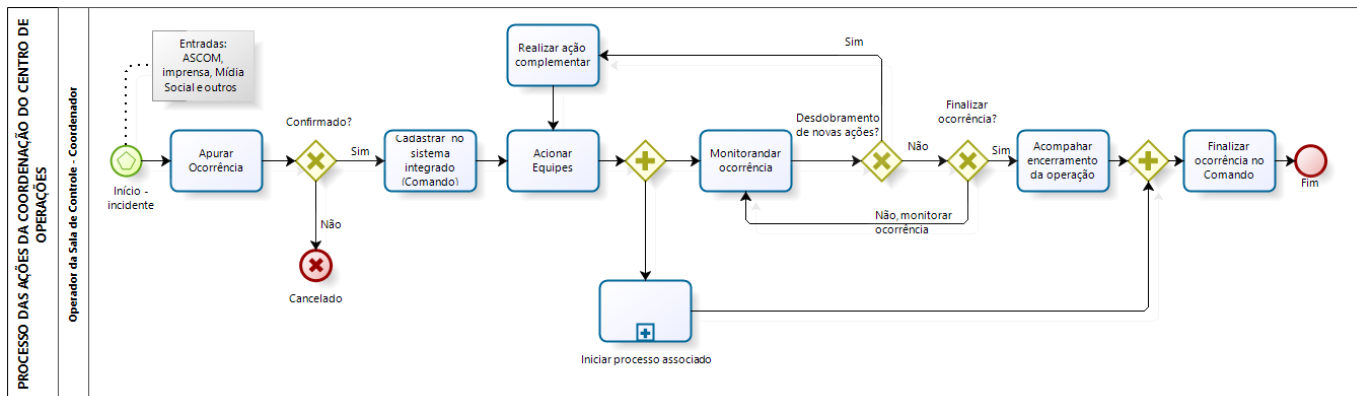 PROCESSO DAS AÇÕES DA COORDENAÇÃO DO CENTRO DE
OPERAÇÕES
Operador da Sala de Controle - Coordenador
Entradas:
ASCOM,
imprensa, Mídia
Social e outros
Início -
incidente
Apurar
Ocorrência
Confirmado?
Sim
Não
Cancelado
Cadastrar no
sistema
integrado
(Comando)
Realizar ação
complementar
Acionar
Equipes
Iniciar processo associado
Monitorandar
ocorrência
Desdobramento
de novas ações?
Sim
Não
Finalizar
ocorrência?
Sim
Não, monitorar
ocorrência
Acompahar
encerramento
da operação
Finalizar
ocorrência no
Comando
Fim